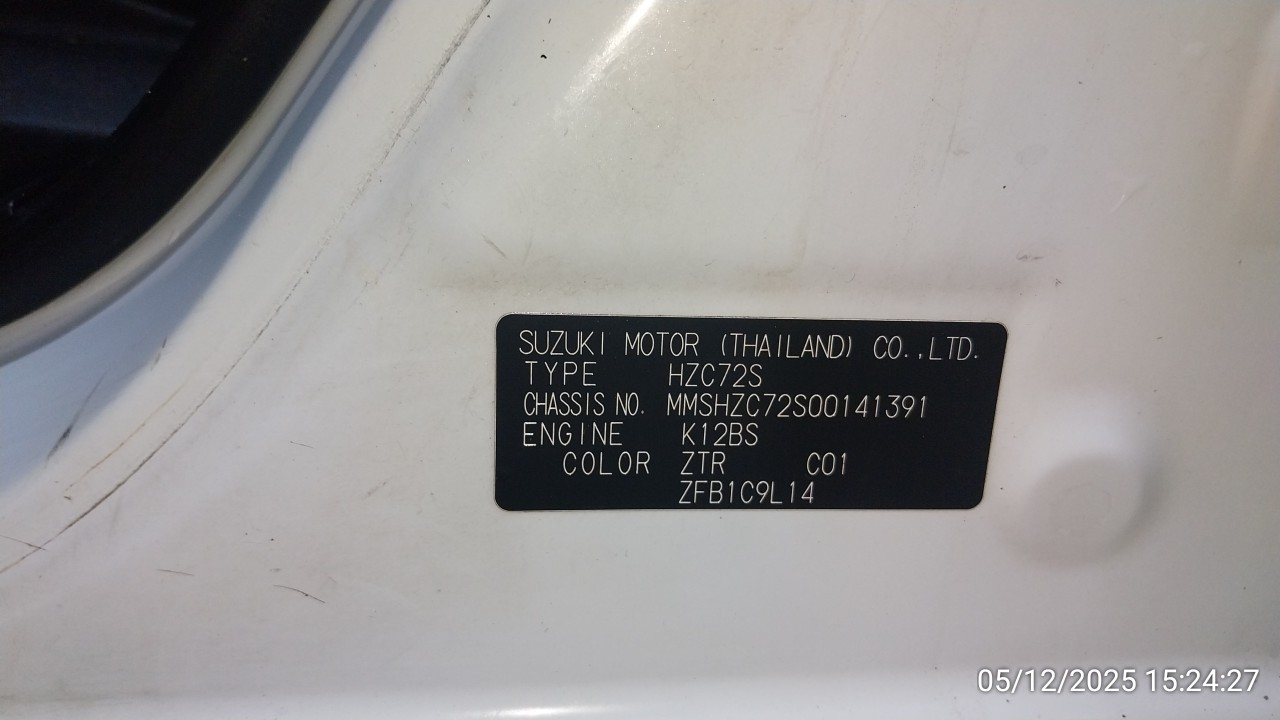 SUZUKI MOTOR (THAILAND) CO.,LTD.
TYPE HZC72S
CHASSIS NO. MMSHZC72S00141391
ENGINE K12BS
COLOR ZTR C01
ZFB1C9L14
05/12/2025 15:24:27